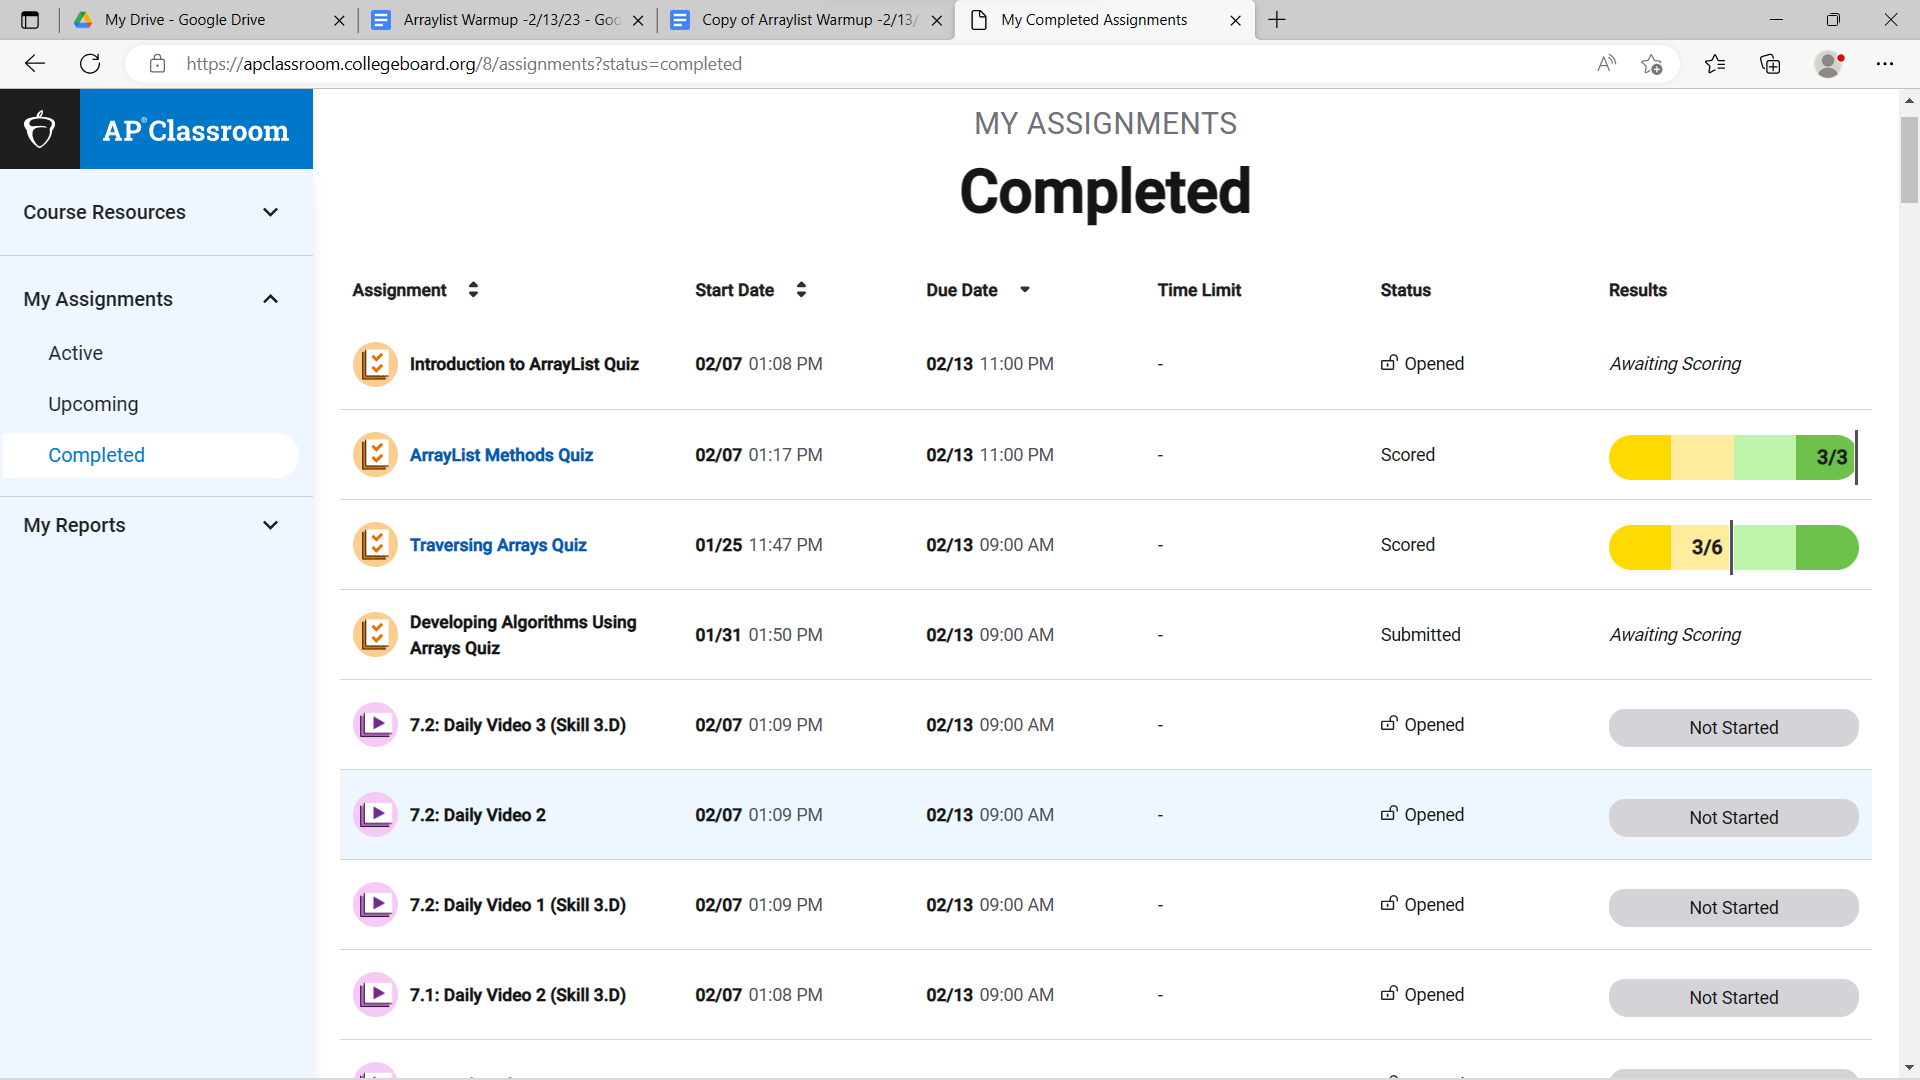 My Drive - Google Drive
Arraylist Warmup -2/13/23 - Goo
Copy of Arraylist Warmup -2/13/
My Completed Assignments
https://apclassroom.collegeboard.org/8/assignments?status=completed
AP® Classroom
Course Resources
My Assignments
Active
Upcoming
Completed
My Reports
MY ASSIGNMENTS
Completed
Assignment Start Date Due Date Time Limit Status Results
Introduction to ArrayList Quiz 02/07 01:08 PM 02/13 11:00 PM - Opened Awaiting Scoring
ArrayList Methods Quiz 02/07 01:17 PM 02/13 11:00 PM - Scored 3/3
Traversing Arrays Quiz 01/25 11:47 PM 02/13 09:00 AM - Scored 3/6
Developing Algorithms Using
Arrays Quiz 01/31 01:50 PM 02/13 09:00 AM - Submitted Awaiting Scoring
7.2: Daily Video 3 (Skill 3.D) 02/07 01:09 PM 02/13 09:00 AM - Opened Not Started
7.2: Daily Video 2 02/07 01:09 PM 02/13 09:00 AM - Opened Not Started
7.2: Daily Video 1 (Skill 3.D) 02/07 01:09 PM 02/13 09:00 AM - Opened Not Started
7.1: Daily Video 2 (Skill 3.D) 02/07 01:08 PM 02/13 09:00 AM - Opened Not Started